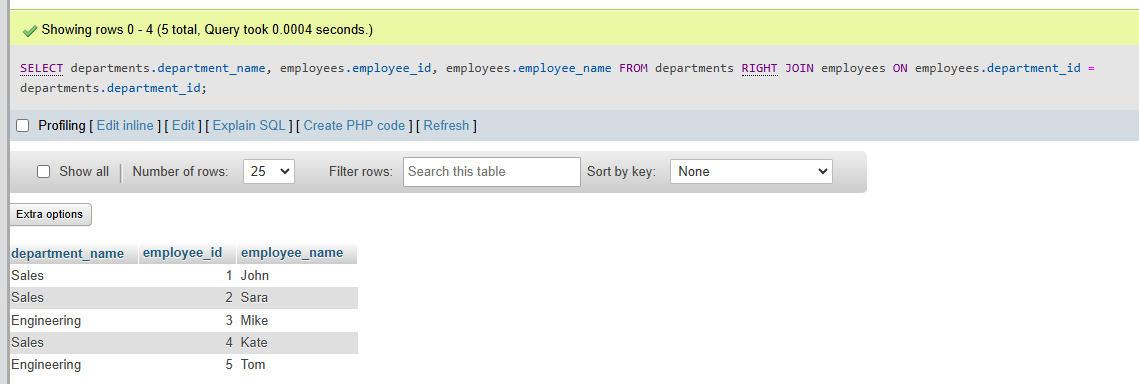 Showing rows 0 - 4 (5 total, Query took 0.0004 seconds.)
SELECT departments.department_name, employees.employee_id, employees.employee_name FROM departments RIGHT JOIN employees ON employees.department_id =
departments.department_id;
Profiling [ Edit inline ] [ Edit ] [ Explain SQL ] [ Create PHP code ] [ Refresh ]
Show all Number of rows: 25 Filter rows: Search this table Sort by key: None
Extra options
department_name employee_id employee_name
Sales 1 John
Sales 2 Sara
Engineering 3 Mike
Sales 4 Kate
Engineering 5 Tom